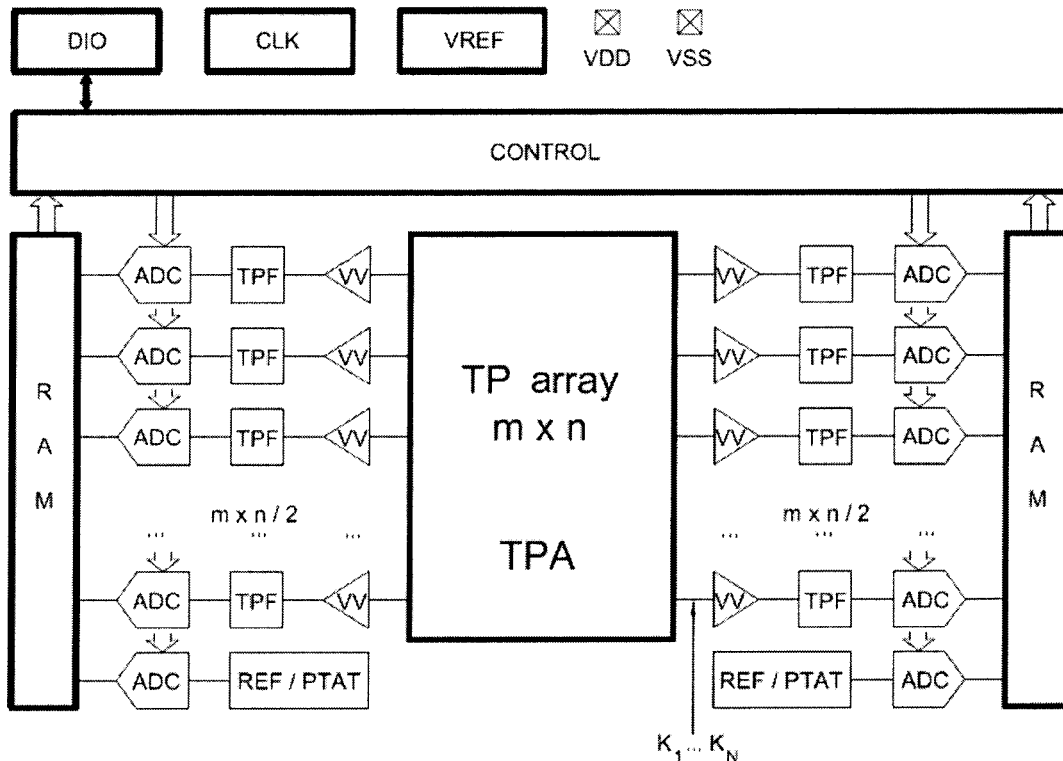 DIO CLK VREF VDD VSS
CONTROL
ADC TPF VV VV TPF ADC
ADC TPF VV VV TPF ADC
ADC TPF VV VV TPF ADC
TP array
m x n
R A M
R A M
m x n / 2 m x n / 2
... ... ... ... ... ...
TPA
ADC TPF VV VV TPF ADC
ADC REF / PTAT REF / PTAT ADC
K1... KN